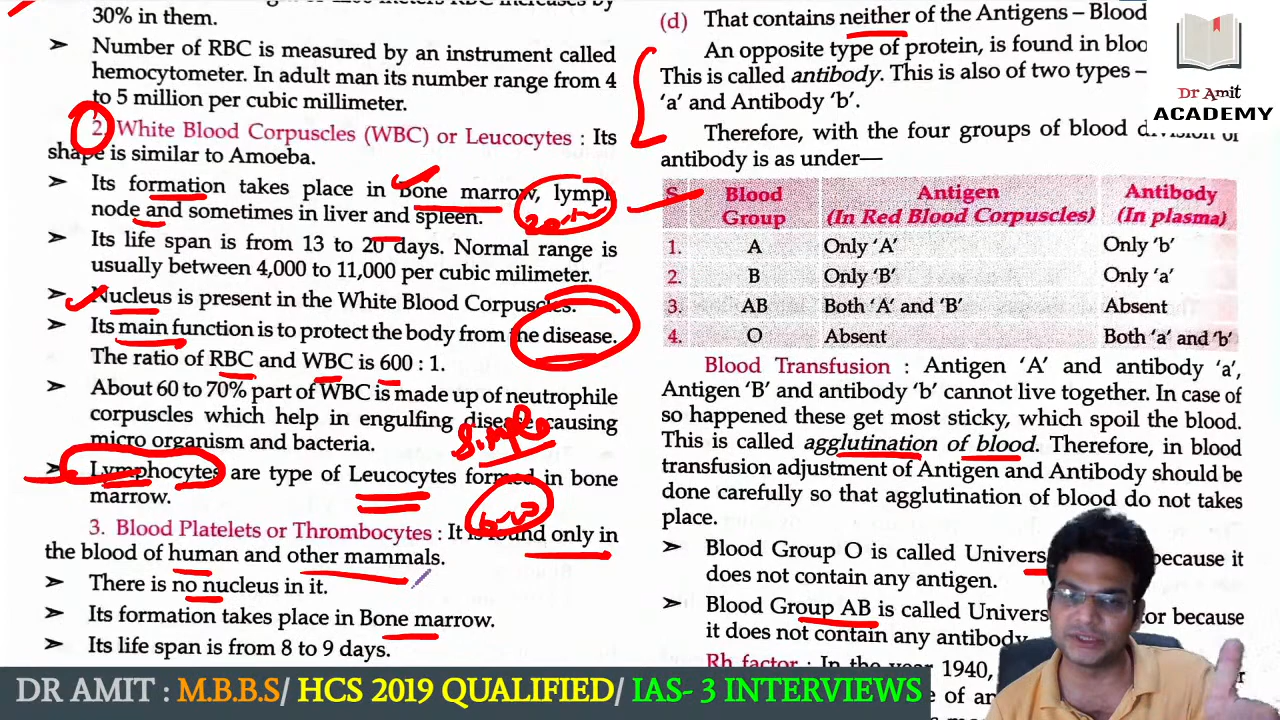 30% in them.
➤ Number of RBC is measured by an instrument called
hemocytometer. In adult man its number range from 4
to 5 million per cubic millimeter.
2. White Blood Corpuscles (WBC) or Leucocytes : Its
shape is similar to Amoeba.
➤ Its formation takes place in Bone marrow, lymph
node and sometimes in liver and spleen.
➤ Its life span is from 13 to 20 days. Normal range is
usually between 4,000 to 11,000 per cubic milimeter.
➤ Nucleus is present in the White Blood Corpuscles.
➤ Its main function is to protect the body from the disease.
The ratio of RBC and WBC is 600 : 1.
➤ About 60 to 70% part of WBC is made up of neutrophile
corpuscles which help in engulfing disease causing
micro organism and bacteria.
➤ Lymphocytes are type of Leucocytes formed in bone
marrow.
3. Blood Platelets or Thrombocytes : It is found only in
the blood of human and other mammals.
➤ There is no nucleus in it.
➤ Its formation takes place in Bone marrow.
➤ Its life span is from 8 to 9 days.
(d) That contains neither of the Antigens – Blood
An opposite type of protein, is found in
This is called antibody. This is also of two types –
'a' and Antibody 'b'.
Therefore, with the four groups of blood division of
antibody is as under—
S. Blood Group Antigen (In Red Blood Corpuscles) Antibody (In plasma)
1. A Only 'A' Only 'b'
2. B Only 'B' Only 'a'
3. AB Both 'A' and 'B' Absent
4. O Absent Both 'a' and 'b'
Blood Transfusion : Antigen 'A' and antibody 'a',
Antigen 'B' and antibody 'b' cannot live together. In case of
so happened these get most sticky, which spoil the blood.
This is called agglutination of blood. Therefore, in blood
transfusion adjustment of Antigen and Antibody should be
done carefully so that agglutination of blood do not takes
place.
➤ Blood Group O is called because it
does not contain any antigen.
➤ Blood Group AB is called because
it does not contain any antibody
Rh factor : In the year 1940,
Dr Amit
ACADEMY
DR AMIT : M.B.B.S/ HCS 2019 QUALIFIED/ IAS- 3 INTERVIEWS